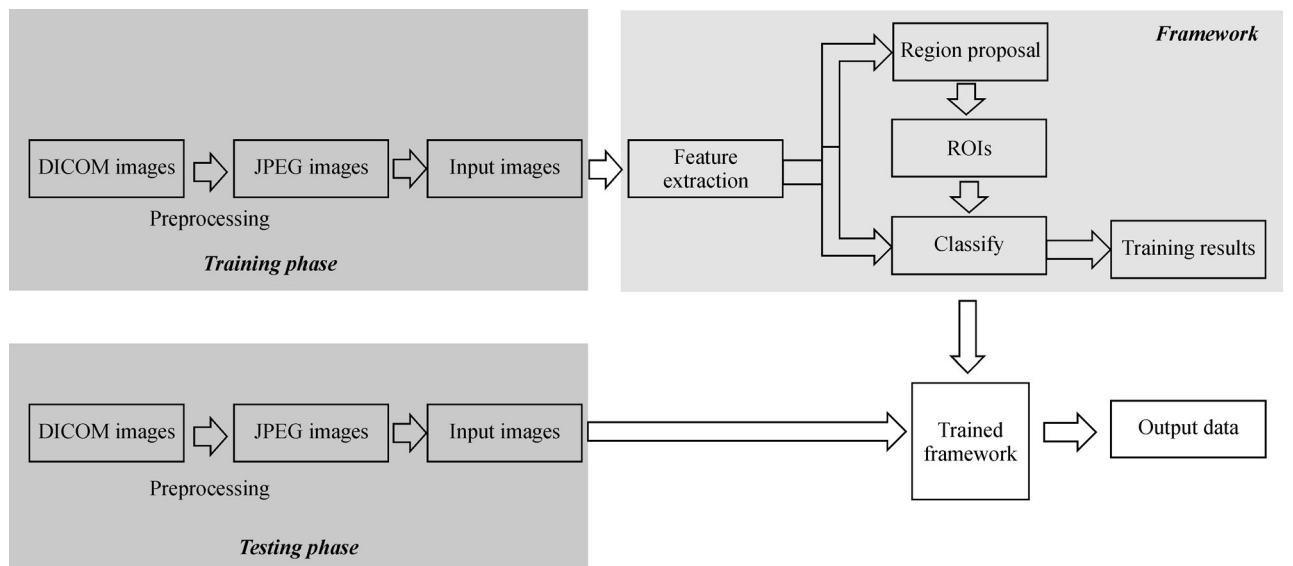 Framework
Region proposal
ROIs
DICOM images
JPEG images
Input images
Feature
extraction
Classify
Training results
Preprocessing
Training phase
DICOM images
JPEG images
Input images
Trained
framework
Output data
Preprocessing
Testing phase